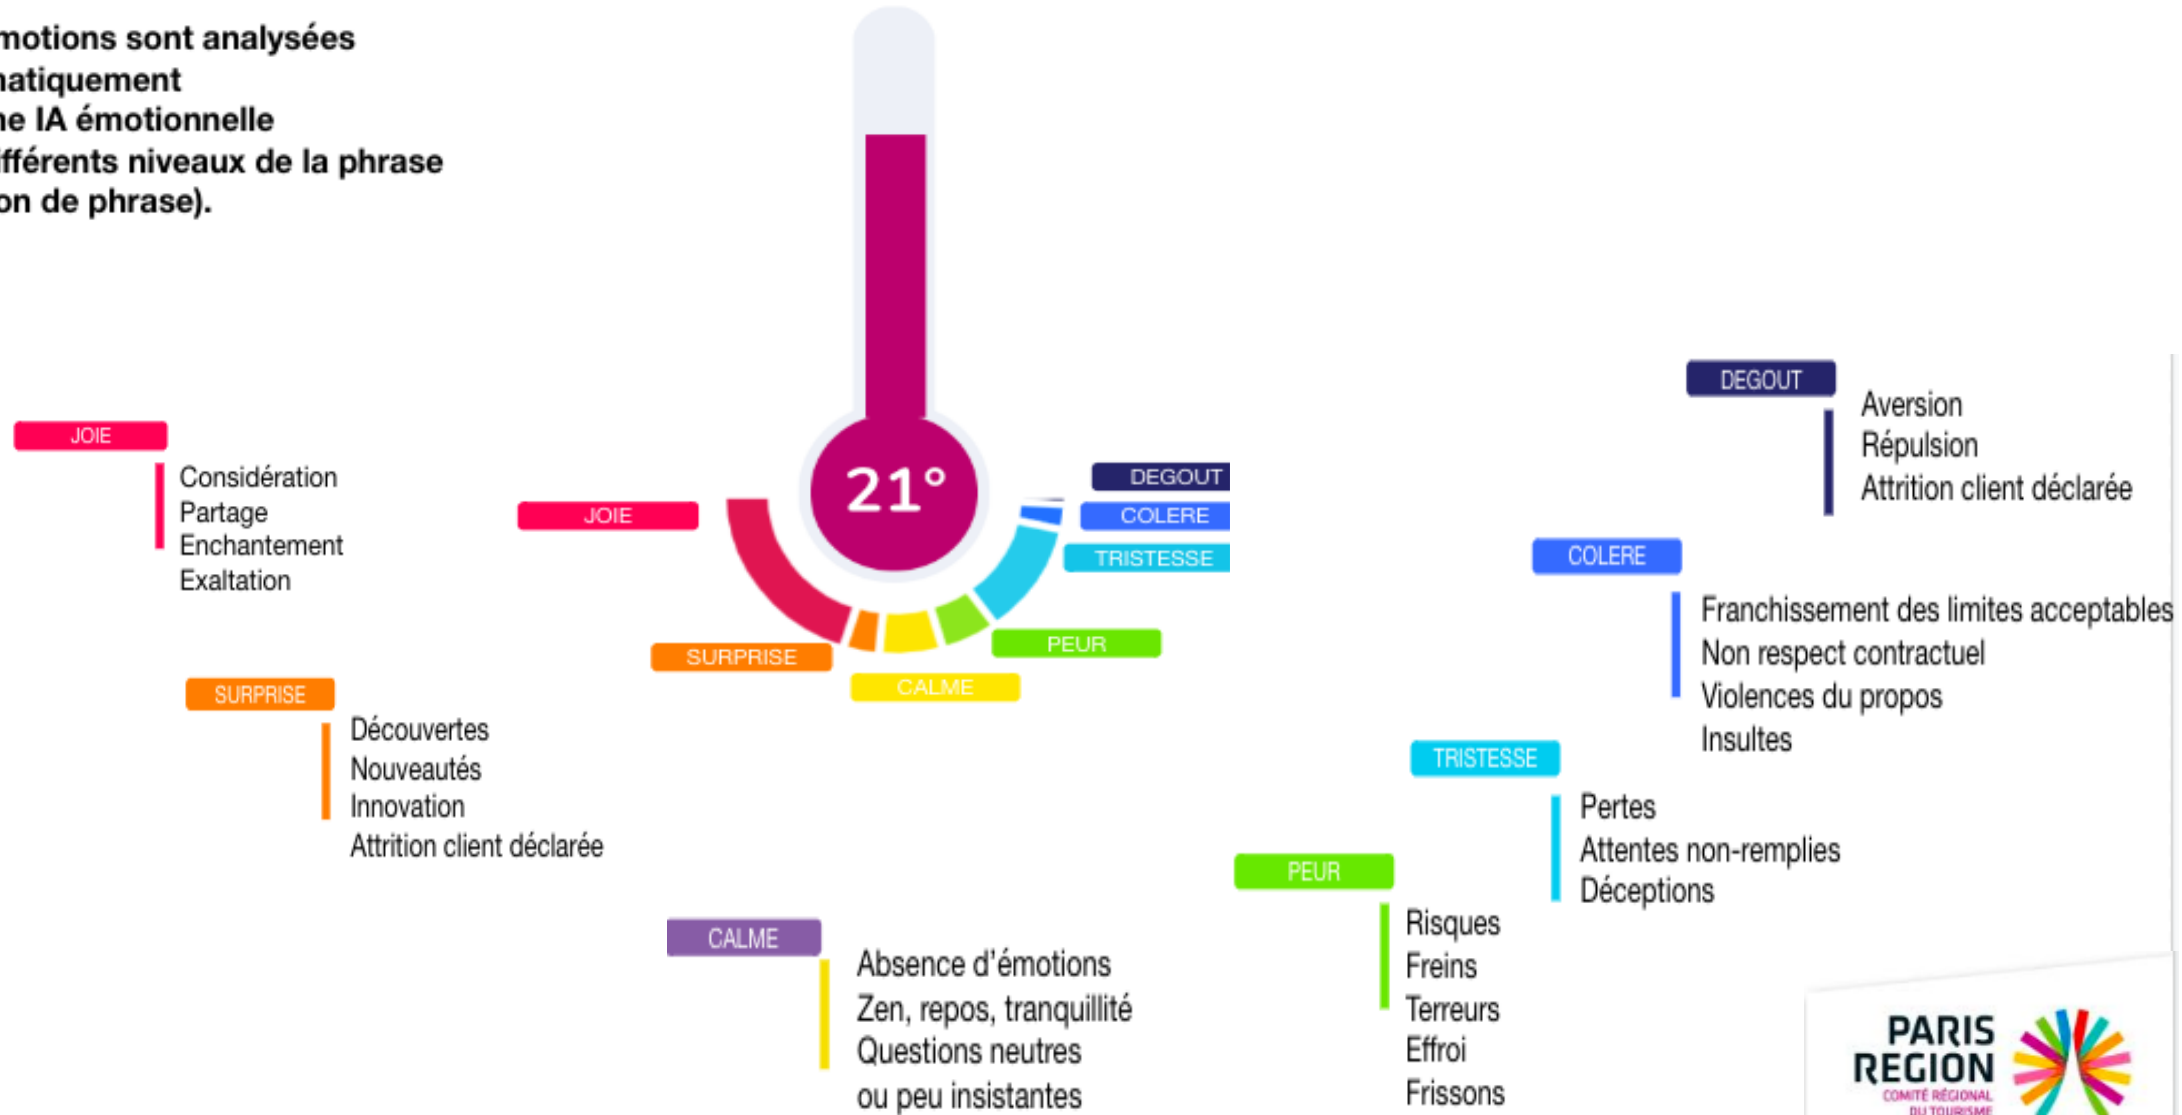 motions sont analysées
natiquement
ne IA émotionnelle
ifférents niveaux de la phrase
on de phrase).
21°
JOIE
SURPRISE
CALME
PEUR
TRISTESSE
COLERE
DEGOUT
JOIE
Considération
Partage
Enchantement
Exaltation
SURPRISE
Découvertes
Nouveautés
Innovation
Attrition client déclarée
CALME
Absence d'émotions
Zen, repos, tranquillité
Questions neutres
ou peu insistantes
PEUR
Risques
Freins
Terreurs
Effroi
Frissons
TRISTESSE
Pertes
Attentes non-remplies
Déceptions
COLERE
Franchissement des limites acceptables
Non respect contractuel
Violences du propos
Insultes
DEGOUT
Aversion
Répulsion
Attrition client déclarée
PARIS
REGION
COMITÉ RÉGIONAL
DU TOURISME